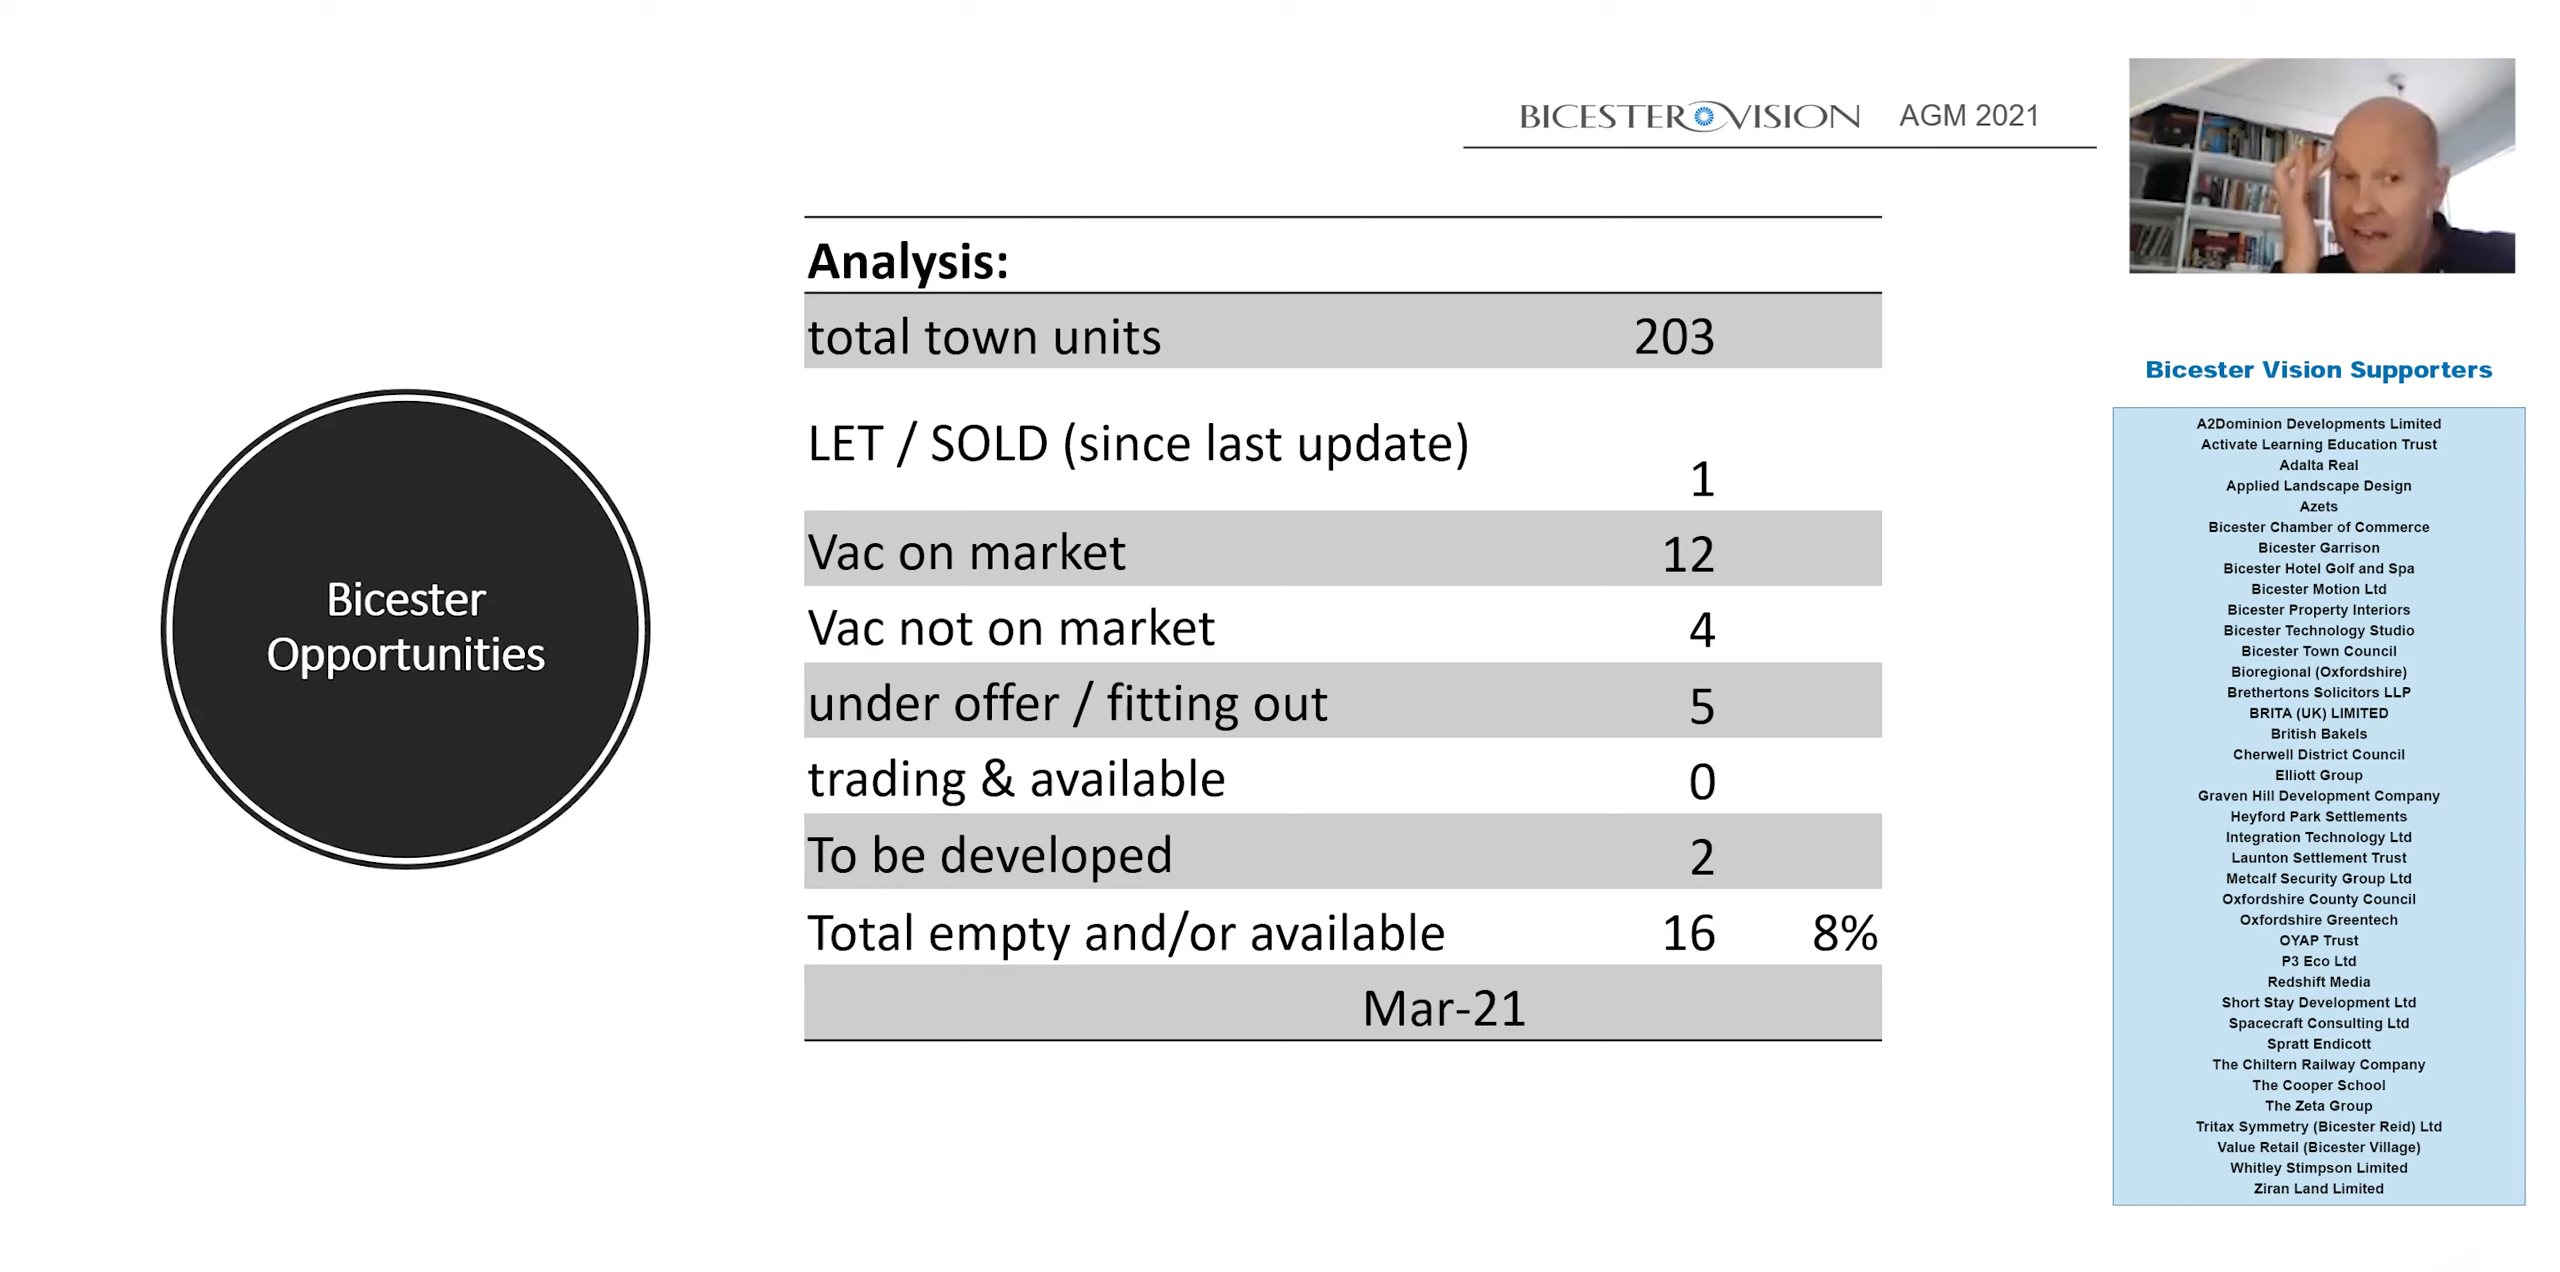 BICESTER VISION AGM 2021
Analysis:
total town units 203
LET / SOLD (since last update) 1
Vac on market 12
Vac not on market 4
under offer / fitting out 5
trading & available 0
To be developed 2
Total empty and/or available 16 8%
Mar-21
Bicester
Opportunities
Bicester Vision Supporters
A2Dominion Developments Limited
Activate Learning Education Trust
Adalta Real
Applied Landscape Design
Azets
Bicester Chamber of Commerce
Bicester Garrison
Bicester Hotel Golf and Spa
Bicester Motion Ltd
Bicester Property Interiors
Bicester Technology Studio
Bicester Town Council
Bioregional (Oxfordshire)
Brethertons Solicitors LLP
BRITA (UK) LIMITED
British Bakels
Cherwell District Council
Elliott Group
Graven Hill Development Company
Heyford Park Settlements
Integration Technology Ltd
Launton Settlement Trust
Metcalf Security Group Ltd
Oxfordshire County Council
Oxfordshire Greentech
OYAP Trust
P3 Eco Ltd
Redshift Media
Short Stay Development Ltd
Spacecraft Consulting Ltd
Spratt Endicott
The Chiltern Railway Company
The Cooper School
The Zeta Group
Tritax Symmetry (Bicester Reid) Ltd
Value Retail (Bicester Village)
Whitley Stimpson Limited
Ziran Land Limited